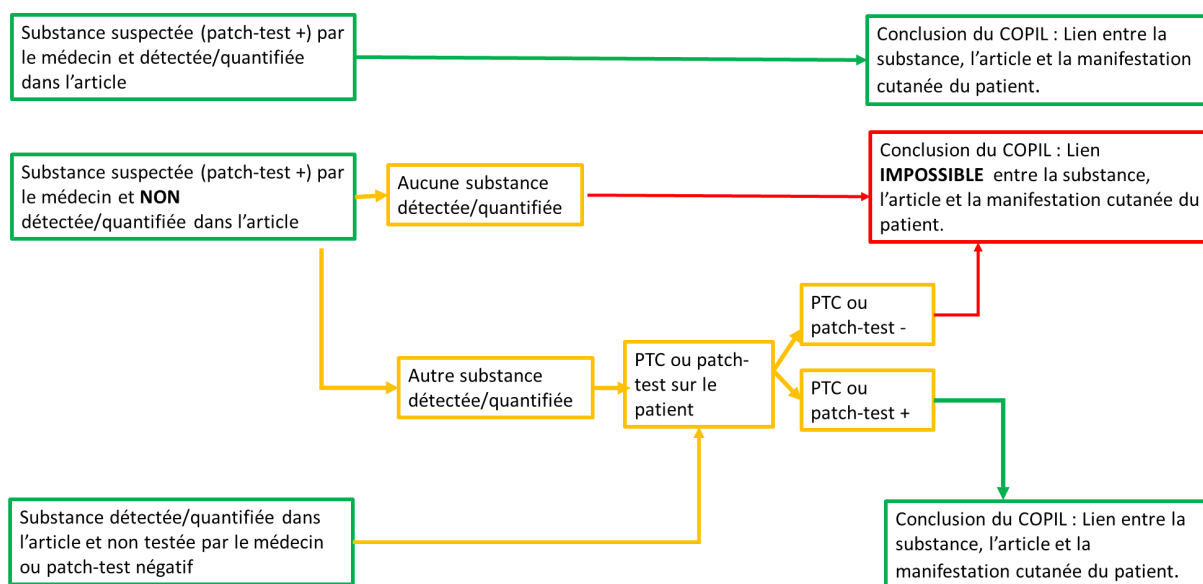 Substance suspectée (patch-test +) par
le médecin et détectée/quantifiée
dans l'article
Conclusion du COPIL : Lien entre la
substance, l'article et la manifestation
cutanée du patient.
Substance suspectée (patch-test +) par
le médecin et NON
détectée/quantifiée dans l'article
Aucune substance
détectée/quantifiée
Conclusion du COPIL : Lien
IMPOSSIBLE entre la substance,
l'article et la manifestation cutanée du
patient.
Autre substance
détectée/quantifiée
PTC ou patch-
test sur le
patient
PTC ou
patch-test -
PTC ou
patch-test +
Substance détectée/quantifiée dans
l'article et non testée par le médecin
ou patch-test négatif
Conclusion du COPIL : Lien entre la
substance, l'article et la
manifestation cutanée du patient.